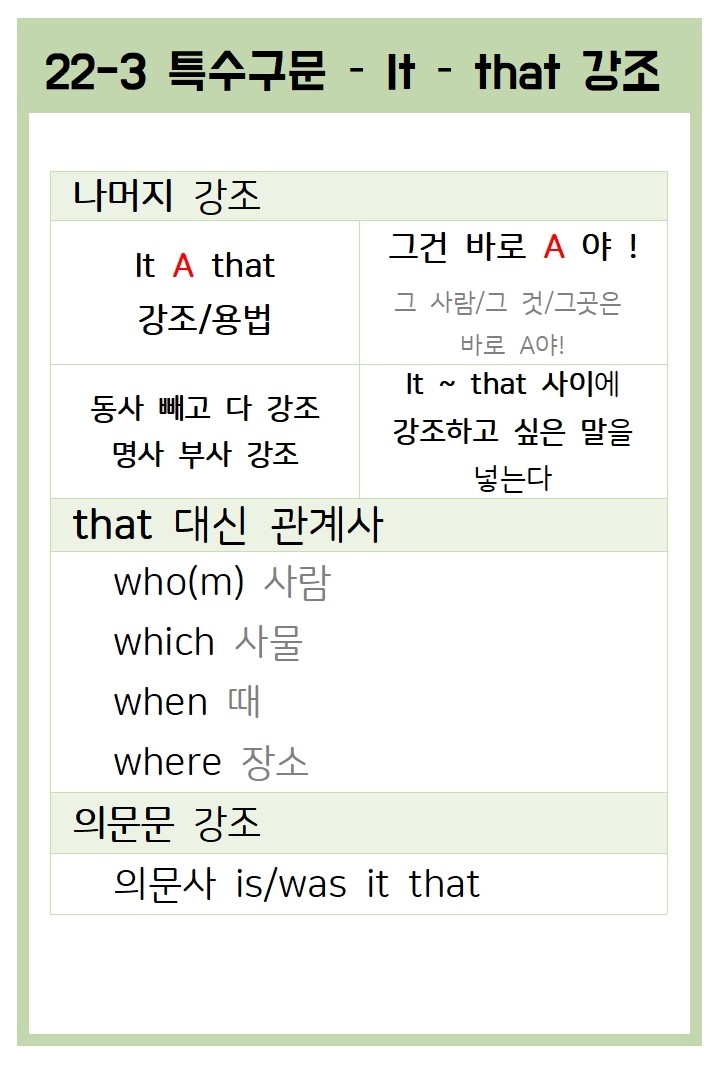 22-3 특수구문 - It - that 강조
나머지 강조
It A that
강조/용법
그건 바로 A 야 !
그 사람/그 것/그곳은
바로 A야!
동사 빼고 다 강조
명사 부사 강조
It ~ that 사이에
강조하고 싶은 말을
넣는다
that 대신 관계사
who(m) 사람
which 사물
when 때
where 장소
의문문 강조
의문사 is/was it that